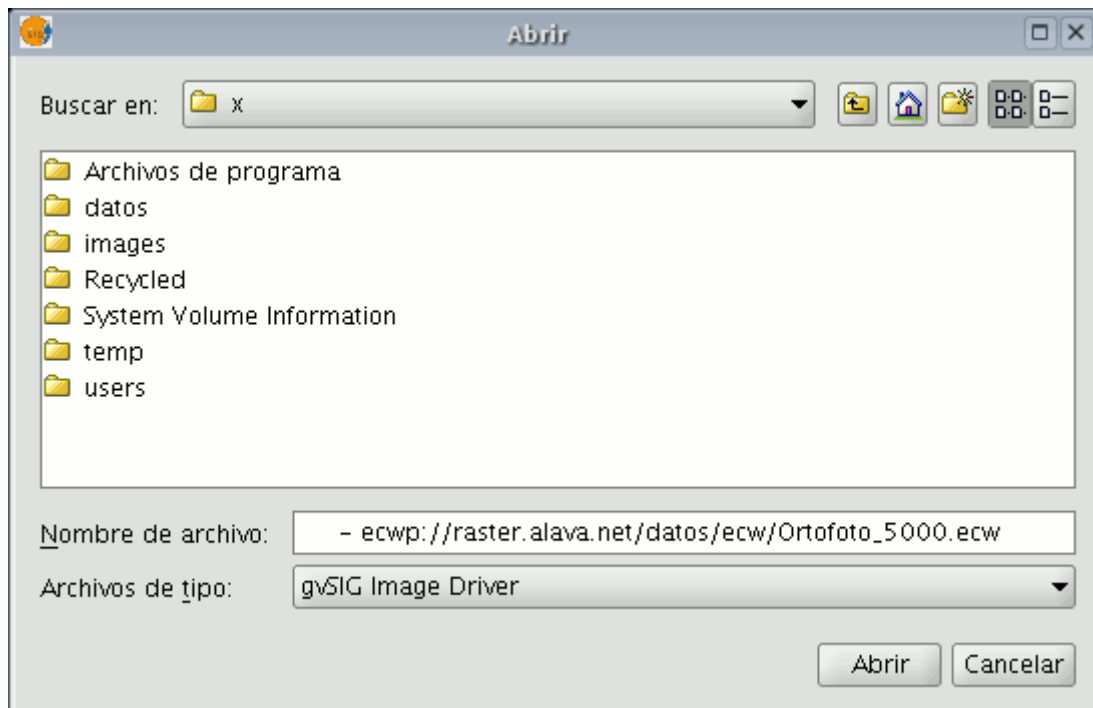 Abrir
Buscar en: x
Archivos de programa
datos
images
Recycled
System Volume Information
temp
users
Nombre de archivo: - ecwp://raster.alava.net/datos/ecw/Ortofoto_5000.ecw
Archivos de tipo: gvSIG Image Driver
Abrir Cancelar